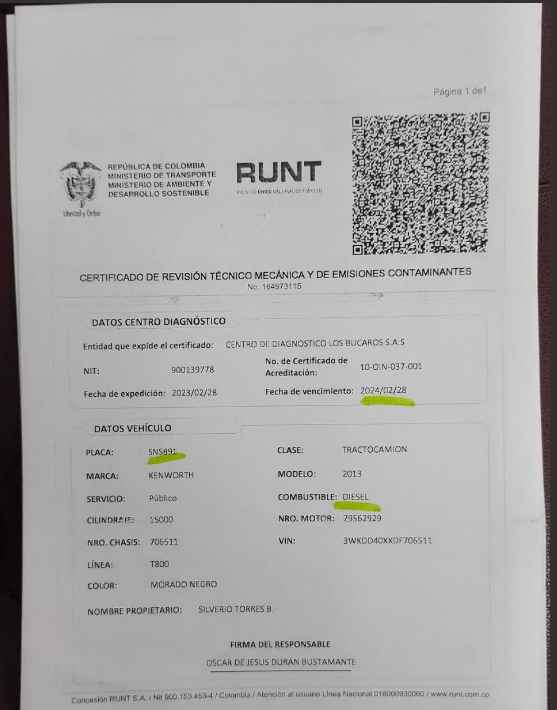 Página 1 de1
REPÚBLICA DE COLOMBIA
MINISTERIO DE TRANSPORTE
MINISTERIO DE AMBIENTE Y
DESARROLLO SOSTENIBLE
Libertad y Orden
RUNT
CERTIFICADO DE REVISIÓN TÉCNICO MECÁNICA Y DE EMISIONES CONTAMINANTES
No. 164973115
DATOS CENTRO DIAGNÓSTICO
Entidad que expide el certificado: CENTRO DE DIAGNOSTICO LOS BUCAROS S.A.S
NIT: 900139778 No. de Certificado de Acreditación: 10-OIN-037-001
Fecha de expedición: 2023/02/28 Fecha de vencimiento: 2024/02/28
DATOS VEHÍCULO
PLACA: SNS891 CLASE: TRACTOCAMION
MARCA: KENWORTH MODELO: 2013
SERVICIO: Público COMBUSTIBLE: DIESEL
CILINDRAJE: 15000 NRO. MOTOR: 79562929
NRO. CHASIS: 706511 VIN: 3WKDD40XXDF706511
LÍNEA: T800
COLOR: MORADO NEGRO
NOMBRE PROPIETARIO: SILVERIO TORRES B.
FIRMA DEL RESPONSABLE
OSCAR DE JESUS DURAN BUSTAMANTE
Concesión RUNT S.A. / Nit 900.153.453-4 / Colombia / Atención al usuario Línea Nacional 018000930060 / www.runt.com.co